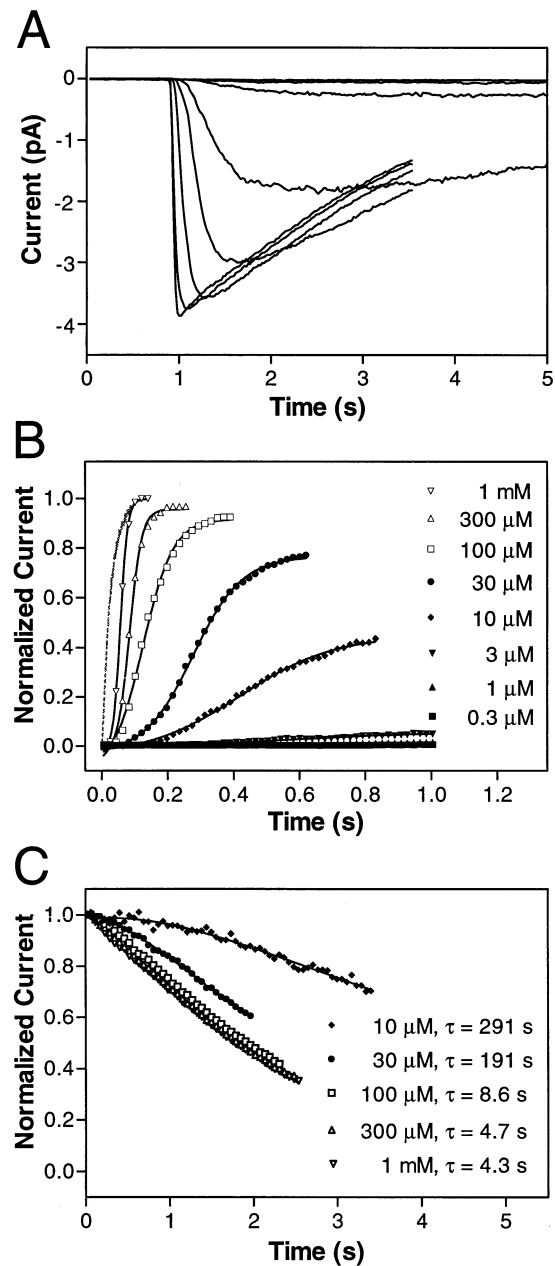 A
0
-1
-2
-3
-4
Current (pA)
0 1 2 3 4 5
Time (s)
B
1.0
0.8
0.6
0.4
0.2
0.0
Normalized Current
1 mM
300 μM
100 μM
30 μM
10 μM
3 μM
1 μM
0.3 μM
0.0 0.2 0.4 0.6 0.8 1.0 1.2
Time (s)
C
1.0
0.8
0.6
0.4
0.2
0.0
Normalized Current
10 μM, τ = 291 s
30 μM, τ = 191 s
100 μM, τ = 8.6 s
300 μM, τ = 4.7 s
1 mM, τ = 4.3 s
0 1 2 3 4 5
Time (s)